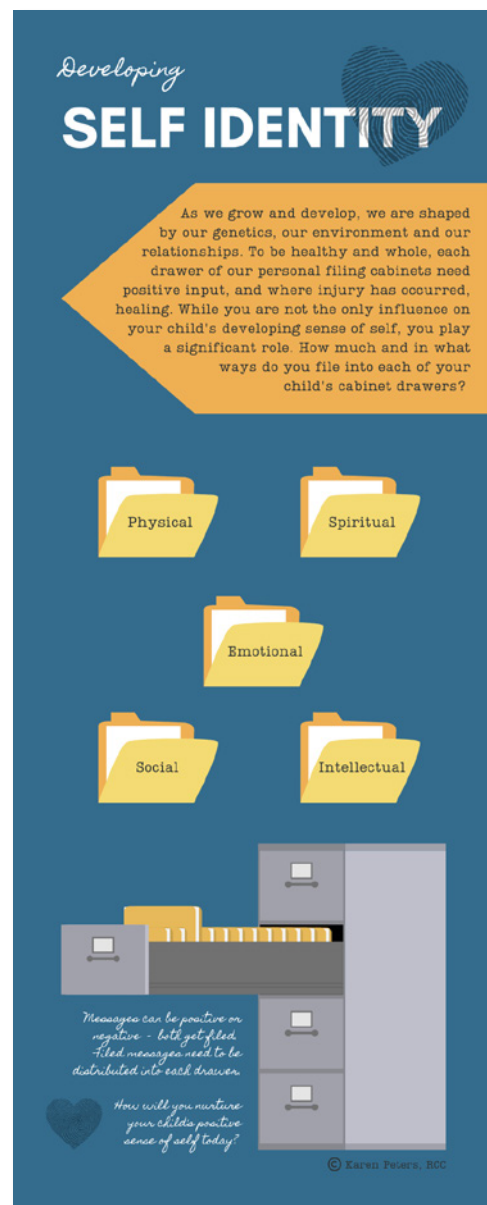 Developing
SELF IDENTITY
As we grow and develop, we are shaped
by our genetics, our environment and our
relationships. To be healthy and whole, each
drawer of our personal filing cabinets need
positive input, and where injury has occurred,
healing. While you are not the only influence on
your child's developing sense of self, you play
a significant role. How much and in what
ways do you file into each of your
child's cabinet drawers?
Physical
Spiritual
Emotional
Social
Intellectual
Messages can be positive or
negative - both get filed.
Filed messages need to be
distributed into each drawer.
How will you nurture
your child's positive
sense of self today?
© Karen Peters, BCC